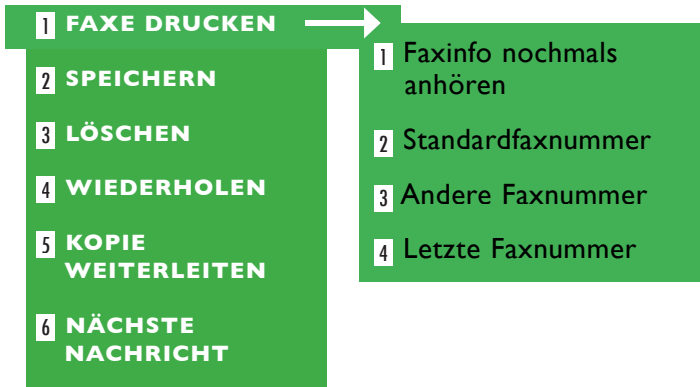 1 FAXE DRUCKEN
2 SPEICHERN
3 LÖSCHEN
4 WIEDERHOLEN
5 KOPIE
WEITERLEITEN
6 NÄCHSTE
NACHRICHT
1 Faxinfo nochmals
anhören
2 Standardfaxnummer
3 Andere Faxnummer
4 Letzte Faxnummer